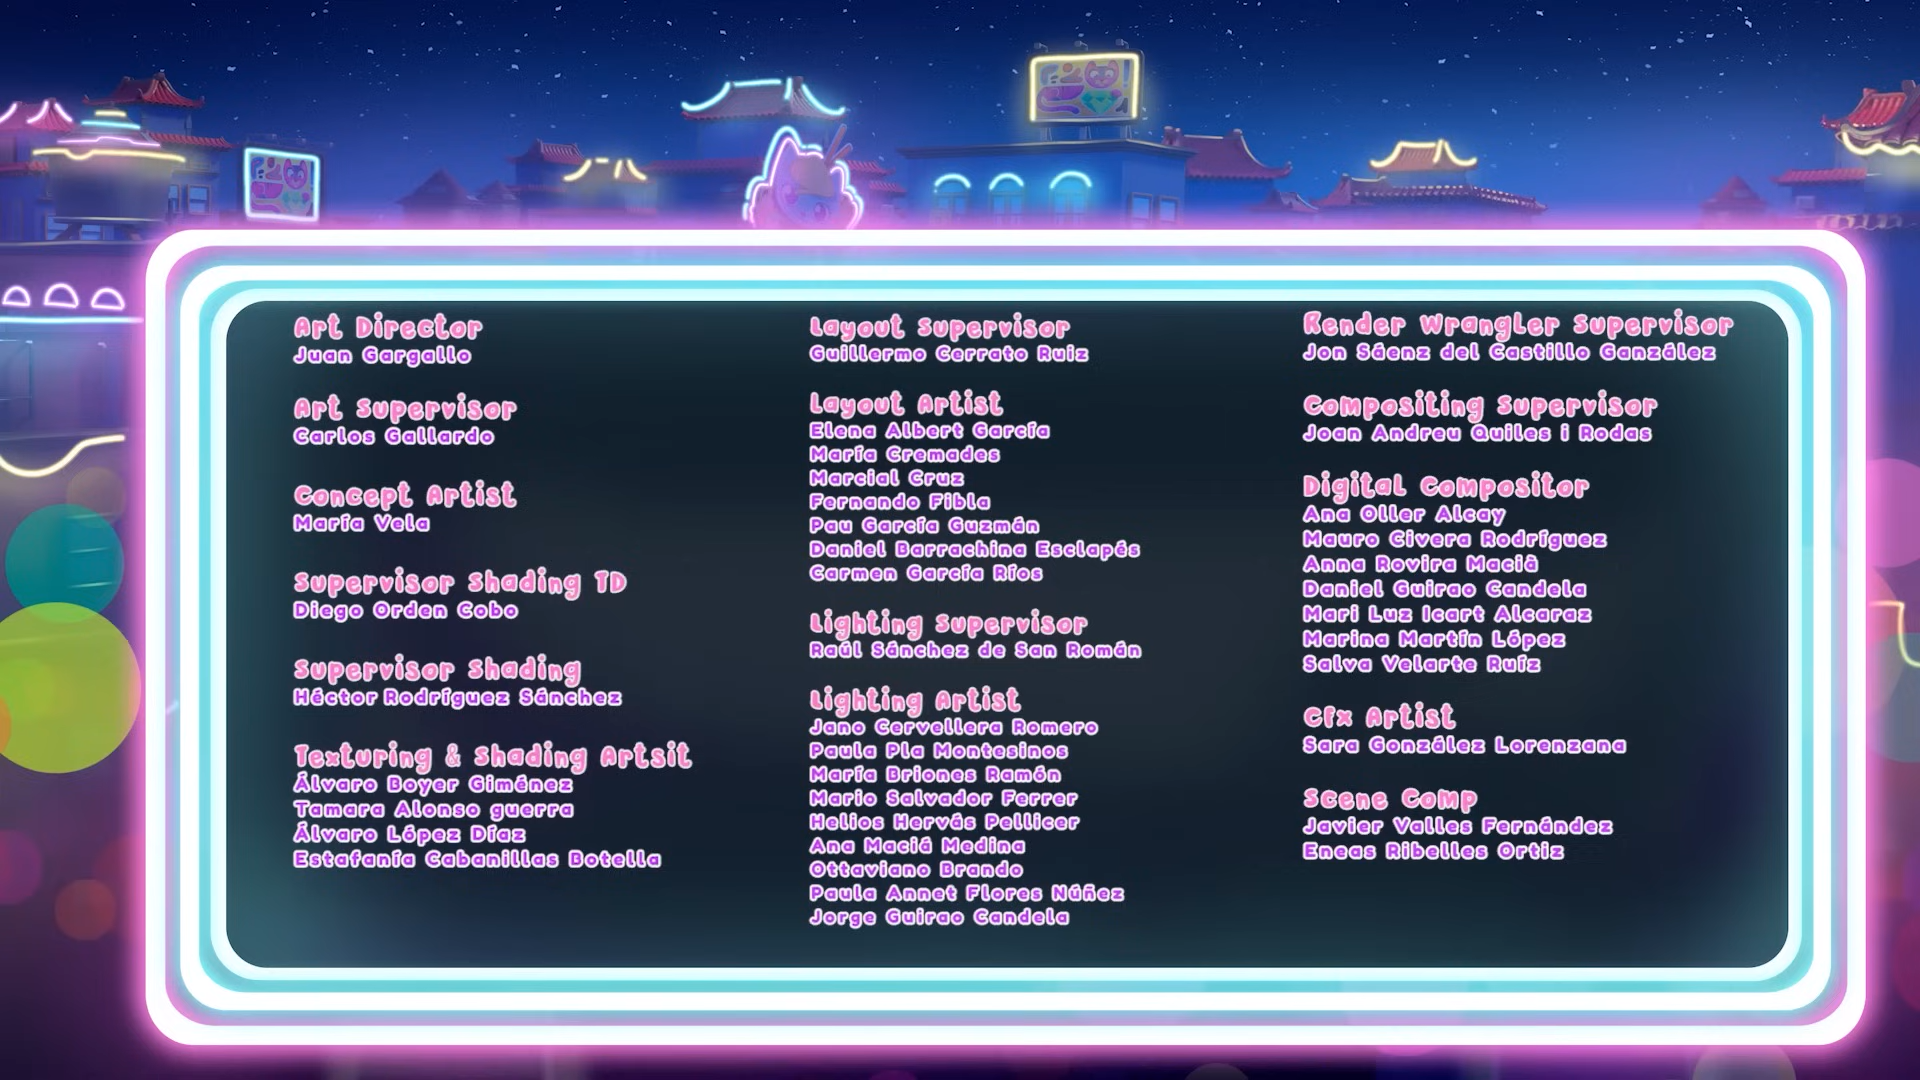 Art Director
Juan Gargallo
Art Supervisor
Carlos Gallardo
Concept Artist
María Vela
Supervisor Shading TD
Diego Orden Cobo
Supervisor Shading
Héctor Rodríguez Sánchez
Texturing & Shading Artsit
Álvaro Boyer Giménez
Tamara Alonso guerra
Álvaro López Díaz
Estafanía Cabanillas Botella
Layout Supervisor
Guillermo Cerrato Ruiz
Layout Artist
Elena Albert García
María Cremades
Marcial Cruz
Fernando Fibla
Pau García Guzmán
Daniel Barrachina Esclapés
Carmen García Ríos
Lighting Supervisor
Raúl Sánchez de San Román
Lighting Artist
Jano Cervellera Romero
Paula Pla Montesinos
María Briones Ramón
Mario Salvador Ferrer
Helios Hervás Pellicer
Ana Maciá Medina
Ottaviano Brando
Paula Annet Flores Núñez
Jorge Guirao Candela
Render Wrangler Supervisor
Jon Sáenz del Castillo Ganzález
Compositing Supervisor
Joan Andreu Quiles i Rodas
Digital Compositor
Ana Oller Alcay
Mauro Civera Rodríguez
Anna Rovira Macià
Daniel Guirao Candela
Mari Luz Icart Alcaraz
Marina Martín López
Salva Velarte Ruíz
Cfx Artist
Sara González Lorenzana
Scene Comp
Javier Valles Fernández
Eneas Ribelles Ortiz